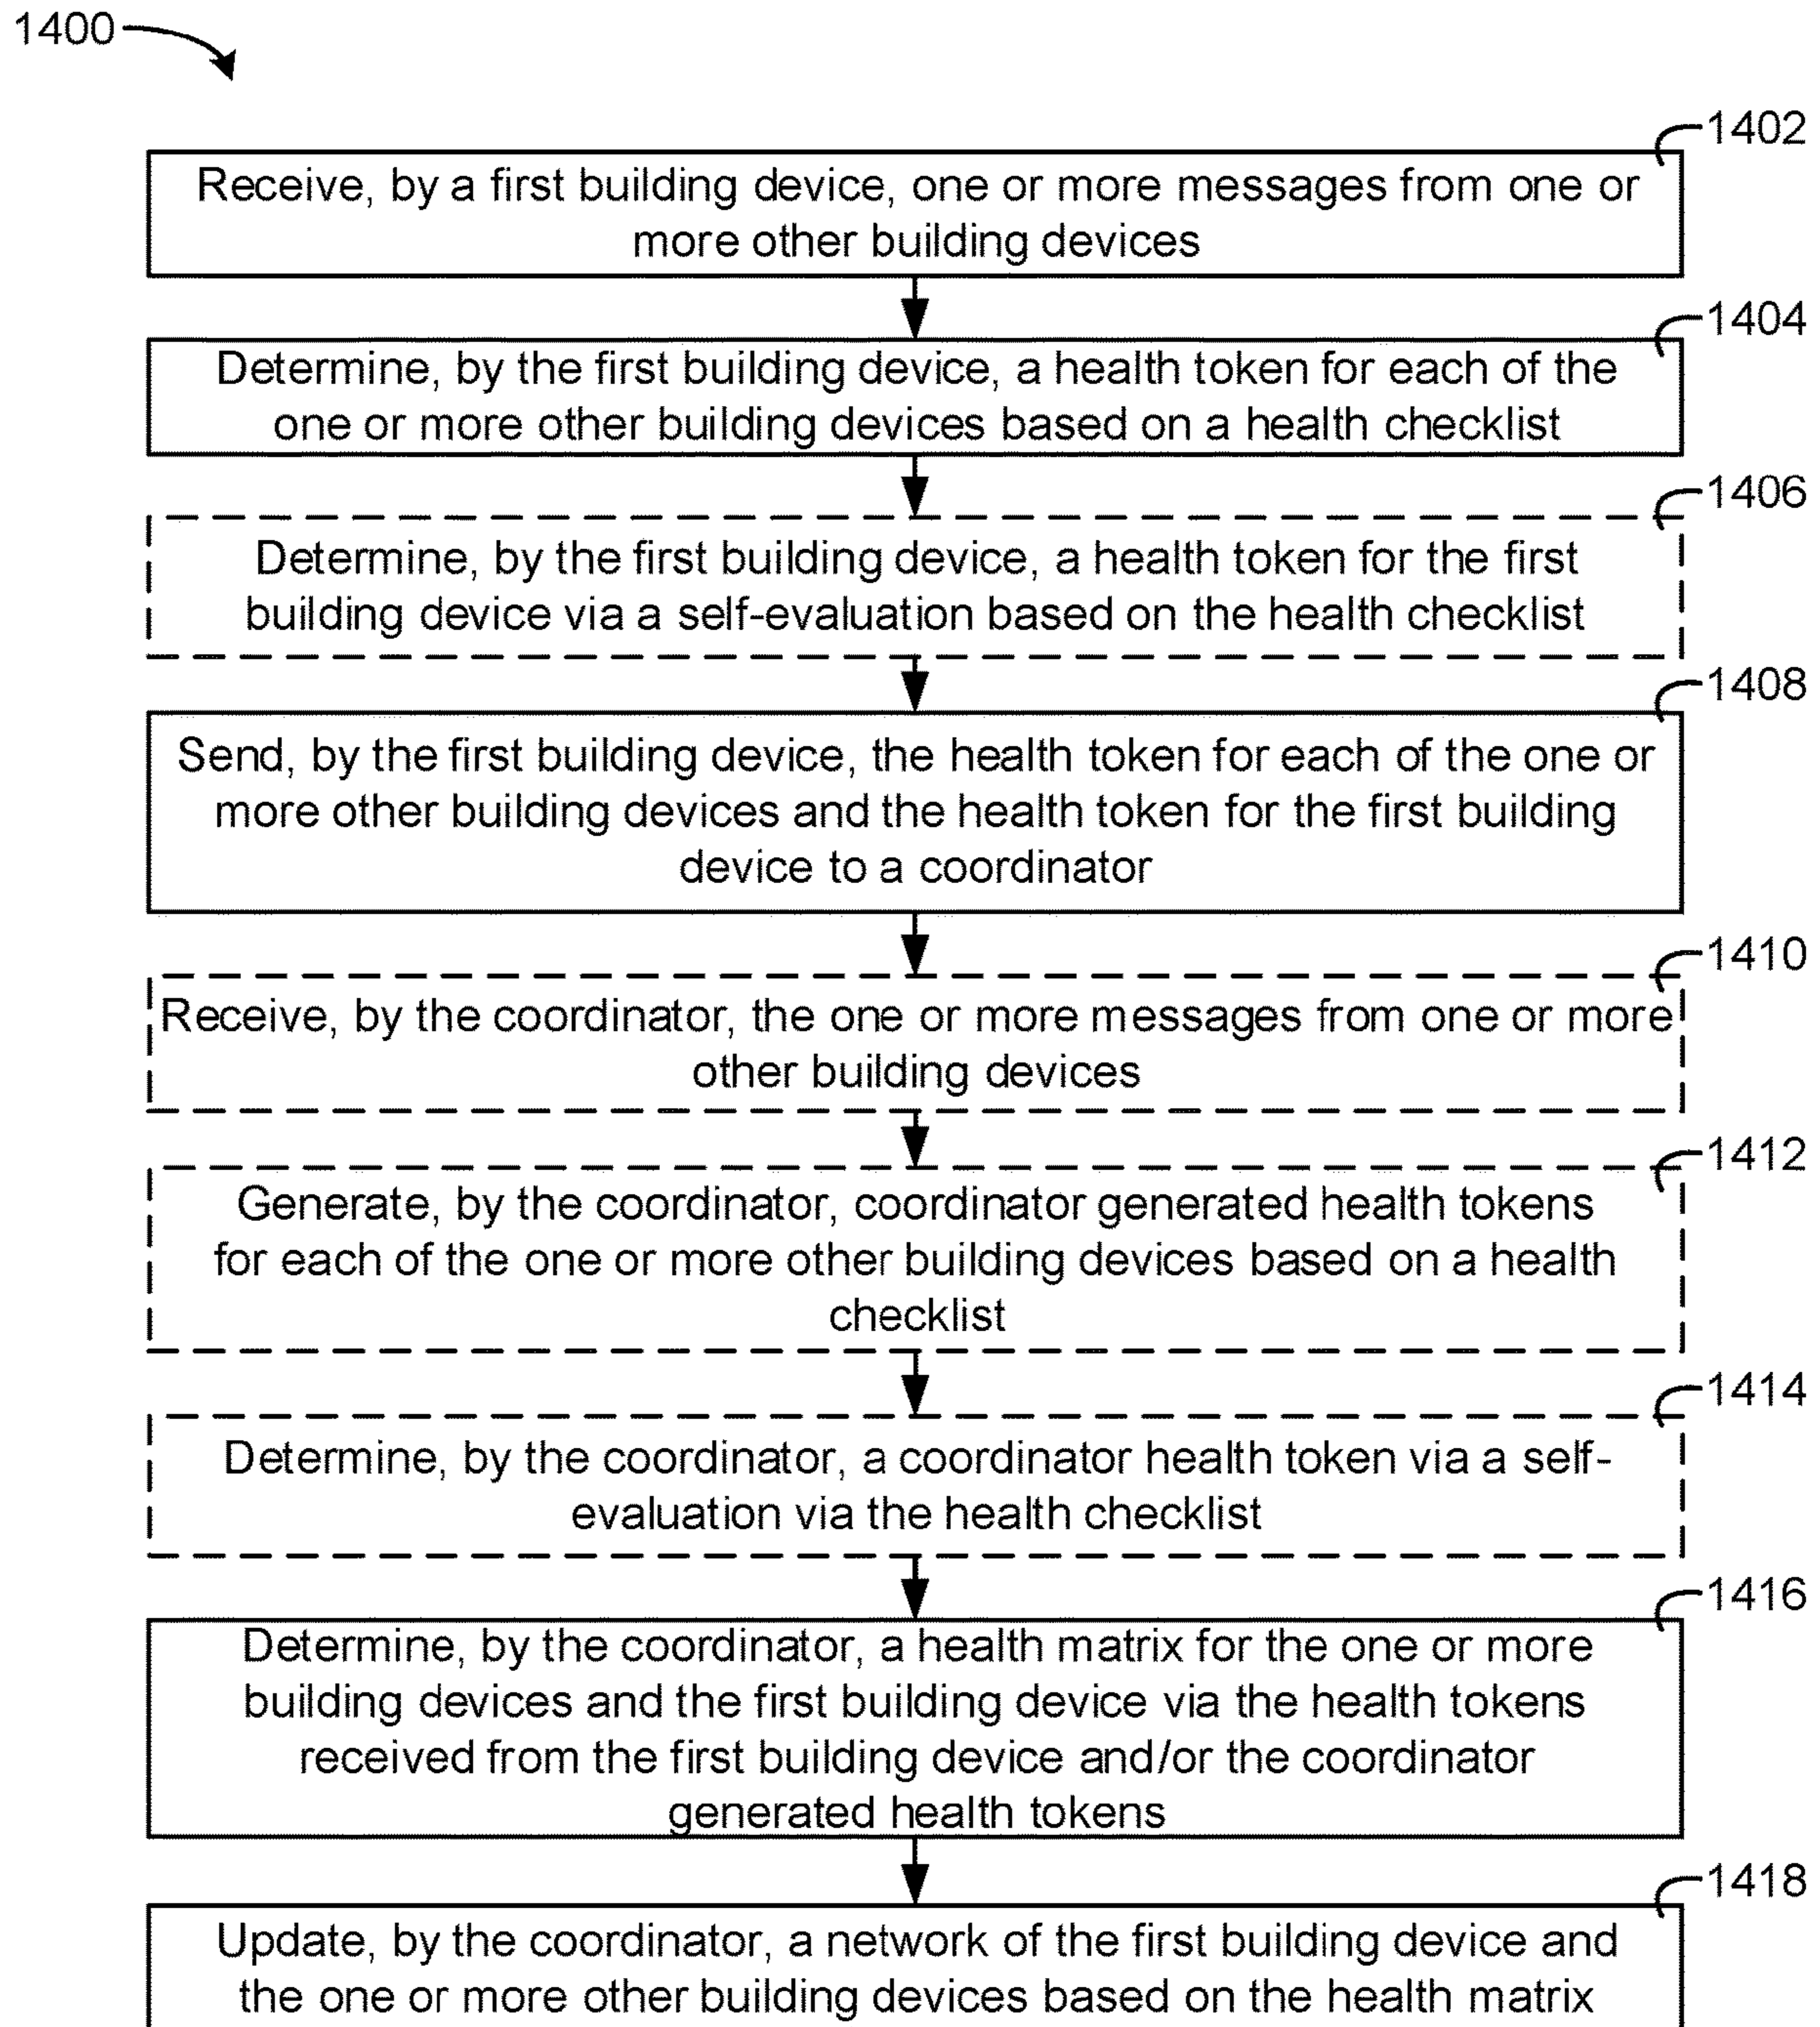 1400
1402
Receive, by a first building device, one or more messages from one or
more other building devices
1404
Determine, by the first building device, a health token for each of the
one or more other building devices based on a health checklist
1406
Determine, by the first building device, a health token for the first
building device via a self-evaluation based on the health checklist
1408
Send, by the first building device, the health token for each of the one or
more other building devices and the health token for the first building
device to a coordinator
1410
Receive, by the coordinator, the one or more messages from one or more
other building devices
1412
Generate, by the coordinator, coordinator generated health tokens
for each of the one or more other building devices based on a health
checklist
1414
Determine, by the coordinator, a coordinator health token via a self-
evaluation via the health checklist
1416
Determine, by the coordinator, a health matrix for the one or more
building devices and the first building device via the health tokens
received from the first building device and/or the coordinator
generated health tokens
1418
Update, by the coordinator, a network of the first building device and
the one or more other building devices based on the health matrix